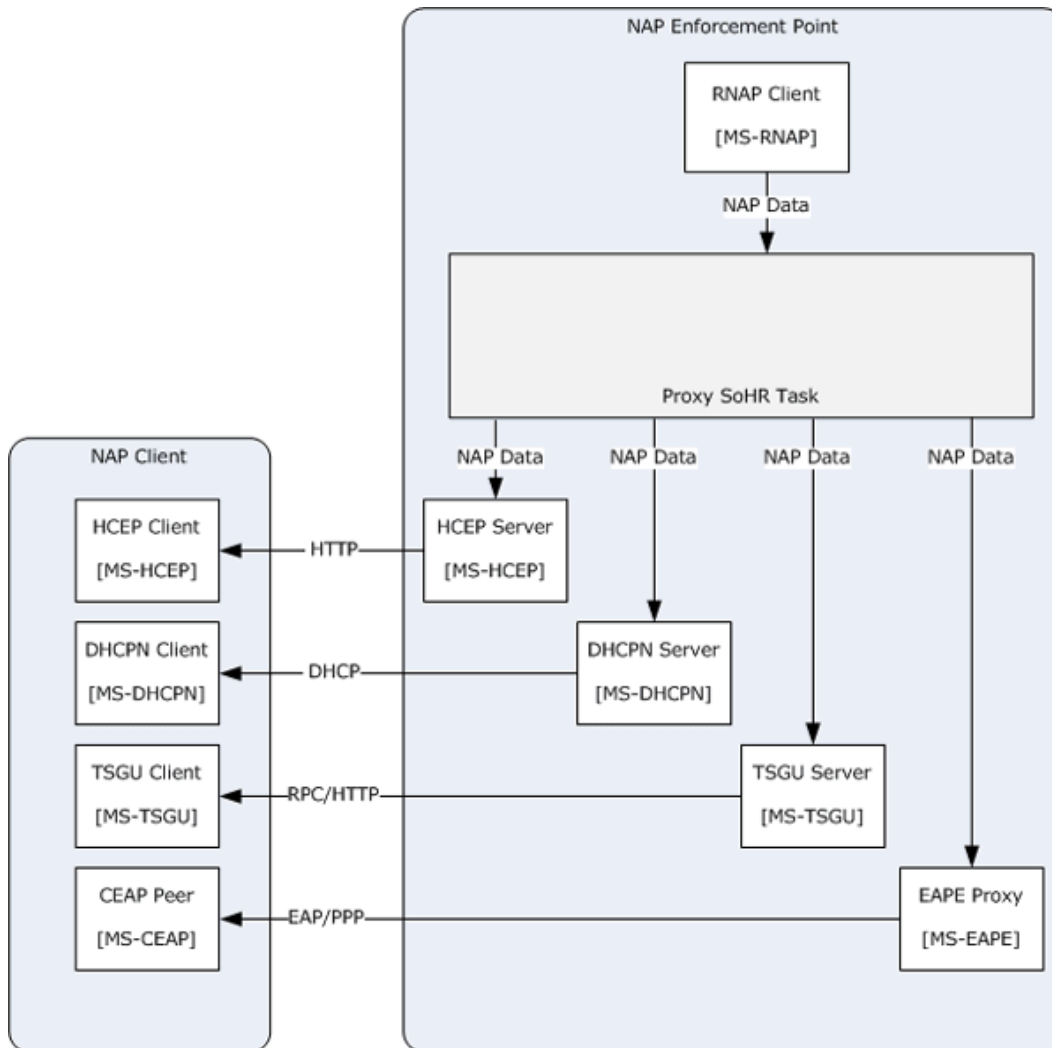 NAP Enforcement Point
RNAP Client
[MS-RNAP]
NAP Data
Proxy SoHR Task
NAP Data
NAP Data
NAP Data
NAP Data
NAP Client
HCEP Client
[MS-HCEP]
HTTP
HCEP Server
[MS-HCEP]
DHCPN Client
[MS-DHCPN]
DHCP
DHCPN Server
[MS-DHCPN]
TSGU Client
[MS-TSGU]
RPC/HTTP
TSGU Server
[MS-TSGU]
CEAP Peer
[MS-CEAP]
EAP/PPP
EAPE Proxy
[MS-EAPE]